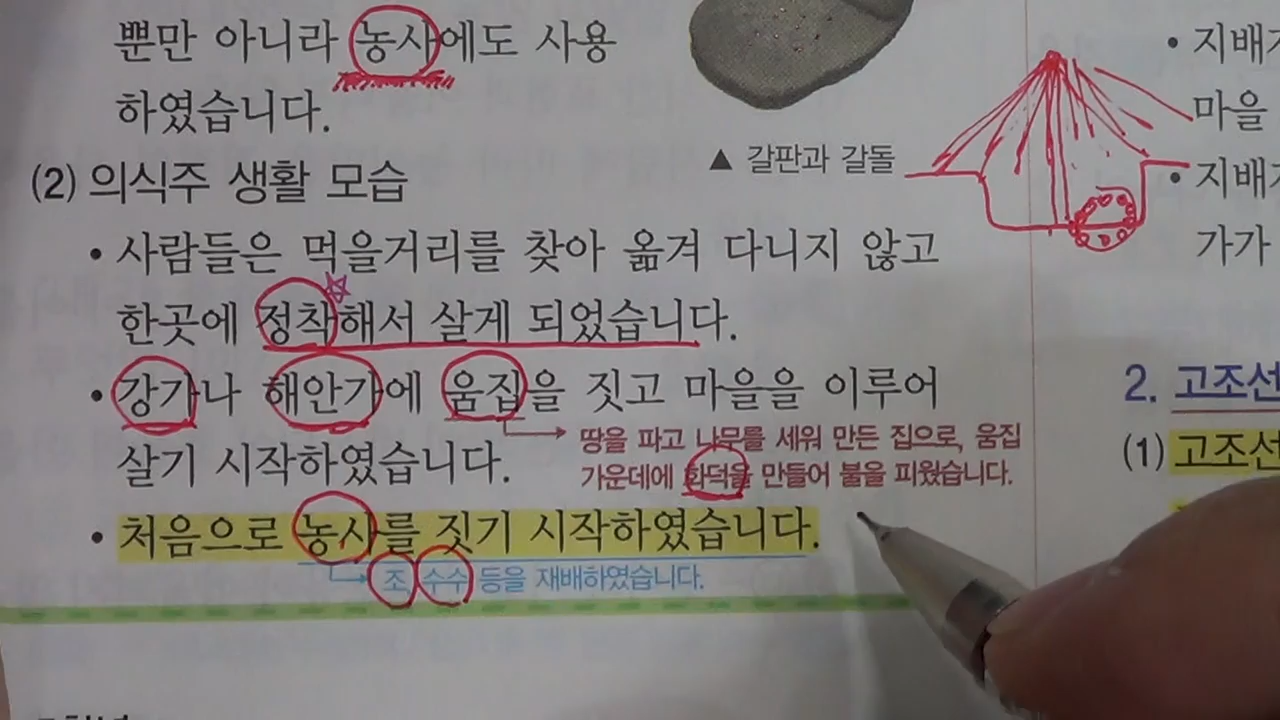 뿐만 아니라 농사에도 사용
하였습니다.
▲ 갈판과 갈돌
(2) 의식주 생활 모습
• 사람들은 먹을거리를 찾아 옮겨 다니지 않고
한곳에 정착해서 살게 되었습니다.
• 강가나 해안가에 움집을 짓고 마을을 이루어
살기 시작하였습니다.
땅을 파고 나무를 세워 만든 집으로, 움집
가운데에 화덕을 만들어 불을 피웠습니다.
• 처음으로 농사를 짓기 시작하였습니다.
조, 수수 등을 재배하였습니다.
• 지배
마을
• 지배
가가
2. 고조선
(1) 고조선